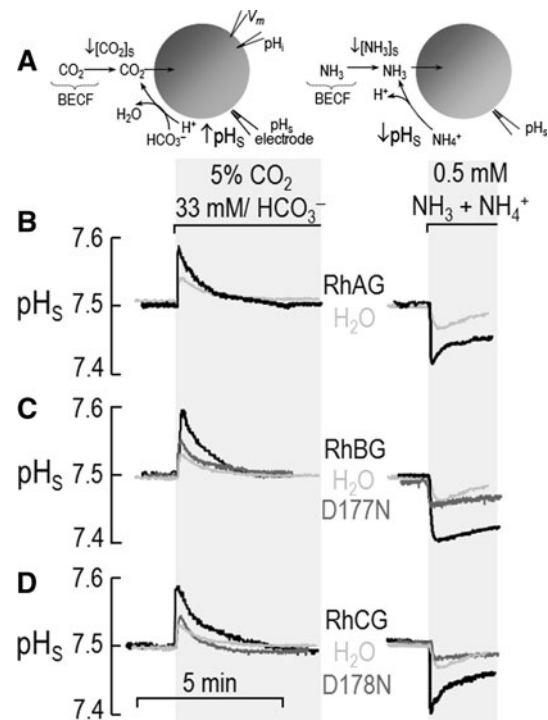 A
↓[CO₂]ₛ
CO₂ → CO₂
BECF
H₂O
HCO₃⁻
H⁺
↑pHₛ
Vₘ
pHᵢ
pHₛ
electrode
↓[NH₃]ₛ
NH₃ → NH₃
BECF
H⁺
↓pHₛ
NH₄⁺
pHₛ
5% CO₂
33 mM/ HCO₃⁻
0.5 mM
NH₃ + NH₄⁺
B
7.6
pHₛ 7.5
7.4
RhAG
H₂O
C
7.6
pHₛ 7.5
7.4
RhBG
H₂O
D177N
D
7.6
pHₛ 7.5
7.4
RhCG
H₂O
D178N
5 min